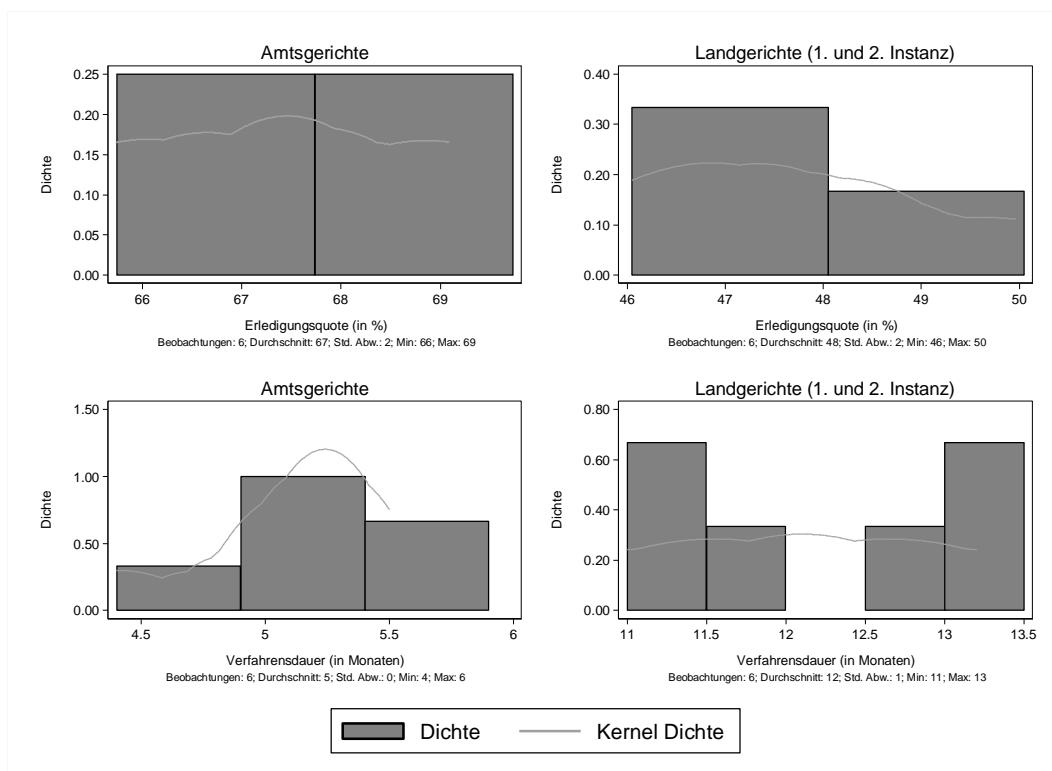 Amtsgerichte
0.25
0.20
0.15
0.10
0.05
0.00
Dichte
66
67
68
69
Erledigungsquote (in %)
Beobachtungen: 6; Durchschnitt: 67; Std. Abw.: 2; Min: 66; Max: 69
Landgerichte (1. und 2. Instanz)
0.40
0.30
0.20
0.10
0.00
Dichte
46
47
48
49
50
Erledigungsquote (in %)
Beobachtungen: 6; Durchschnitt: 48; Std. Abw.: 2; Min: 46; Max: 50
Amtsgerichte
1.50
1.00
0.50
0.00
Dichte
4.5
5
5.5
6
Verfahrensdauer (in Monaten)
Beobachtungen: 6; Durchschnitt: 5; Std. Abw.: 0; Min: 4; Max: 6
Landgerichte (1. und 2. Instanz)
0.80
0.60
0.40
0.20
0.00
Dichte
11
11.5
12
12.5
13
13.5
Verfahrensdauer (in Monaten)
Beobachtungen: 6; Durchschnitt: 12; Std. Abw.: 1; Min: 11; Max: 13
Dichte
Kernel Dichte